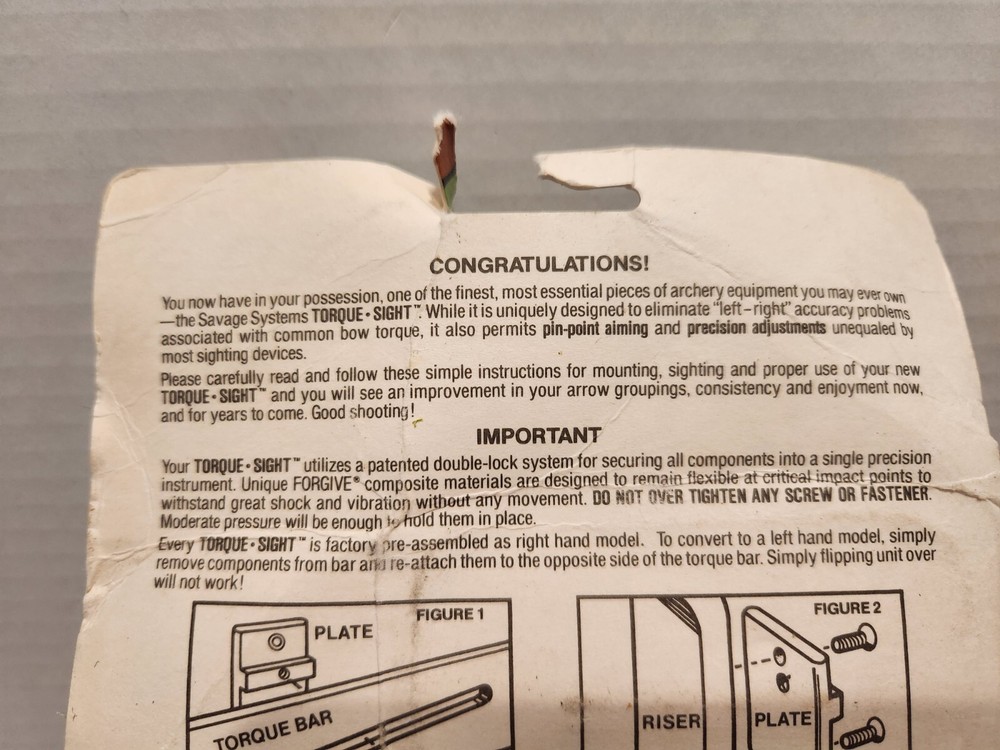 CONGRATULATIONS!
You now have in your possession, one of the finest, most essential pieces of archery equipment you may ever own
—the Savage Systems TORQUE•SIGHT™. While it is uniquely designed to eliminate "left–right" accuracy problems
associated with common bow torque, it also permits pin-point aiming and precision adjustments unequaled by
most sighting devices.
Please carefully read and follow these simple instructions for mounting, sighting and proper use of your new
TORQUE•SIGHT™ and you will see an improvement in your arrow groupings, consistency and enjoyment now,
and for years to come. Good shooting!
IMPORTANT
Your TORQUE•SIGHT™ utilizes a patented double-lock system for securing all components into a single precision
instrument. Unique FORGIVE® composite materials are designed to remain flexible at critical impact points to
withstand great shock and vibration without any movement. DO NOT OVER TIGHTEN ANY SCREW OR FASTENER.
Moderate pressure will be enough to hold them in place.
Every TORQUE•SIGHT™ is factory pre-assembled as right hand model. To convert to a left hand model, simply
remove components from bar and re-attach them to the opposite side of the torque bar. Simply flipping unit over
will not work!
FIGURE 1
PLATE
TORQUE BAR
FIGURE 2
RISER
PLATE